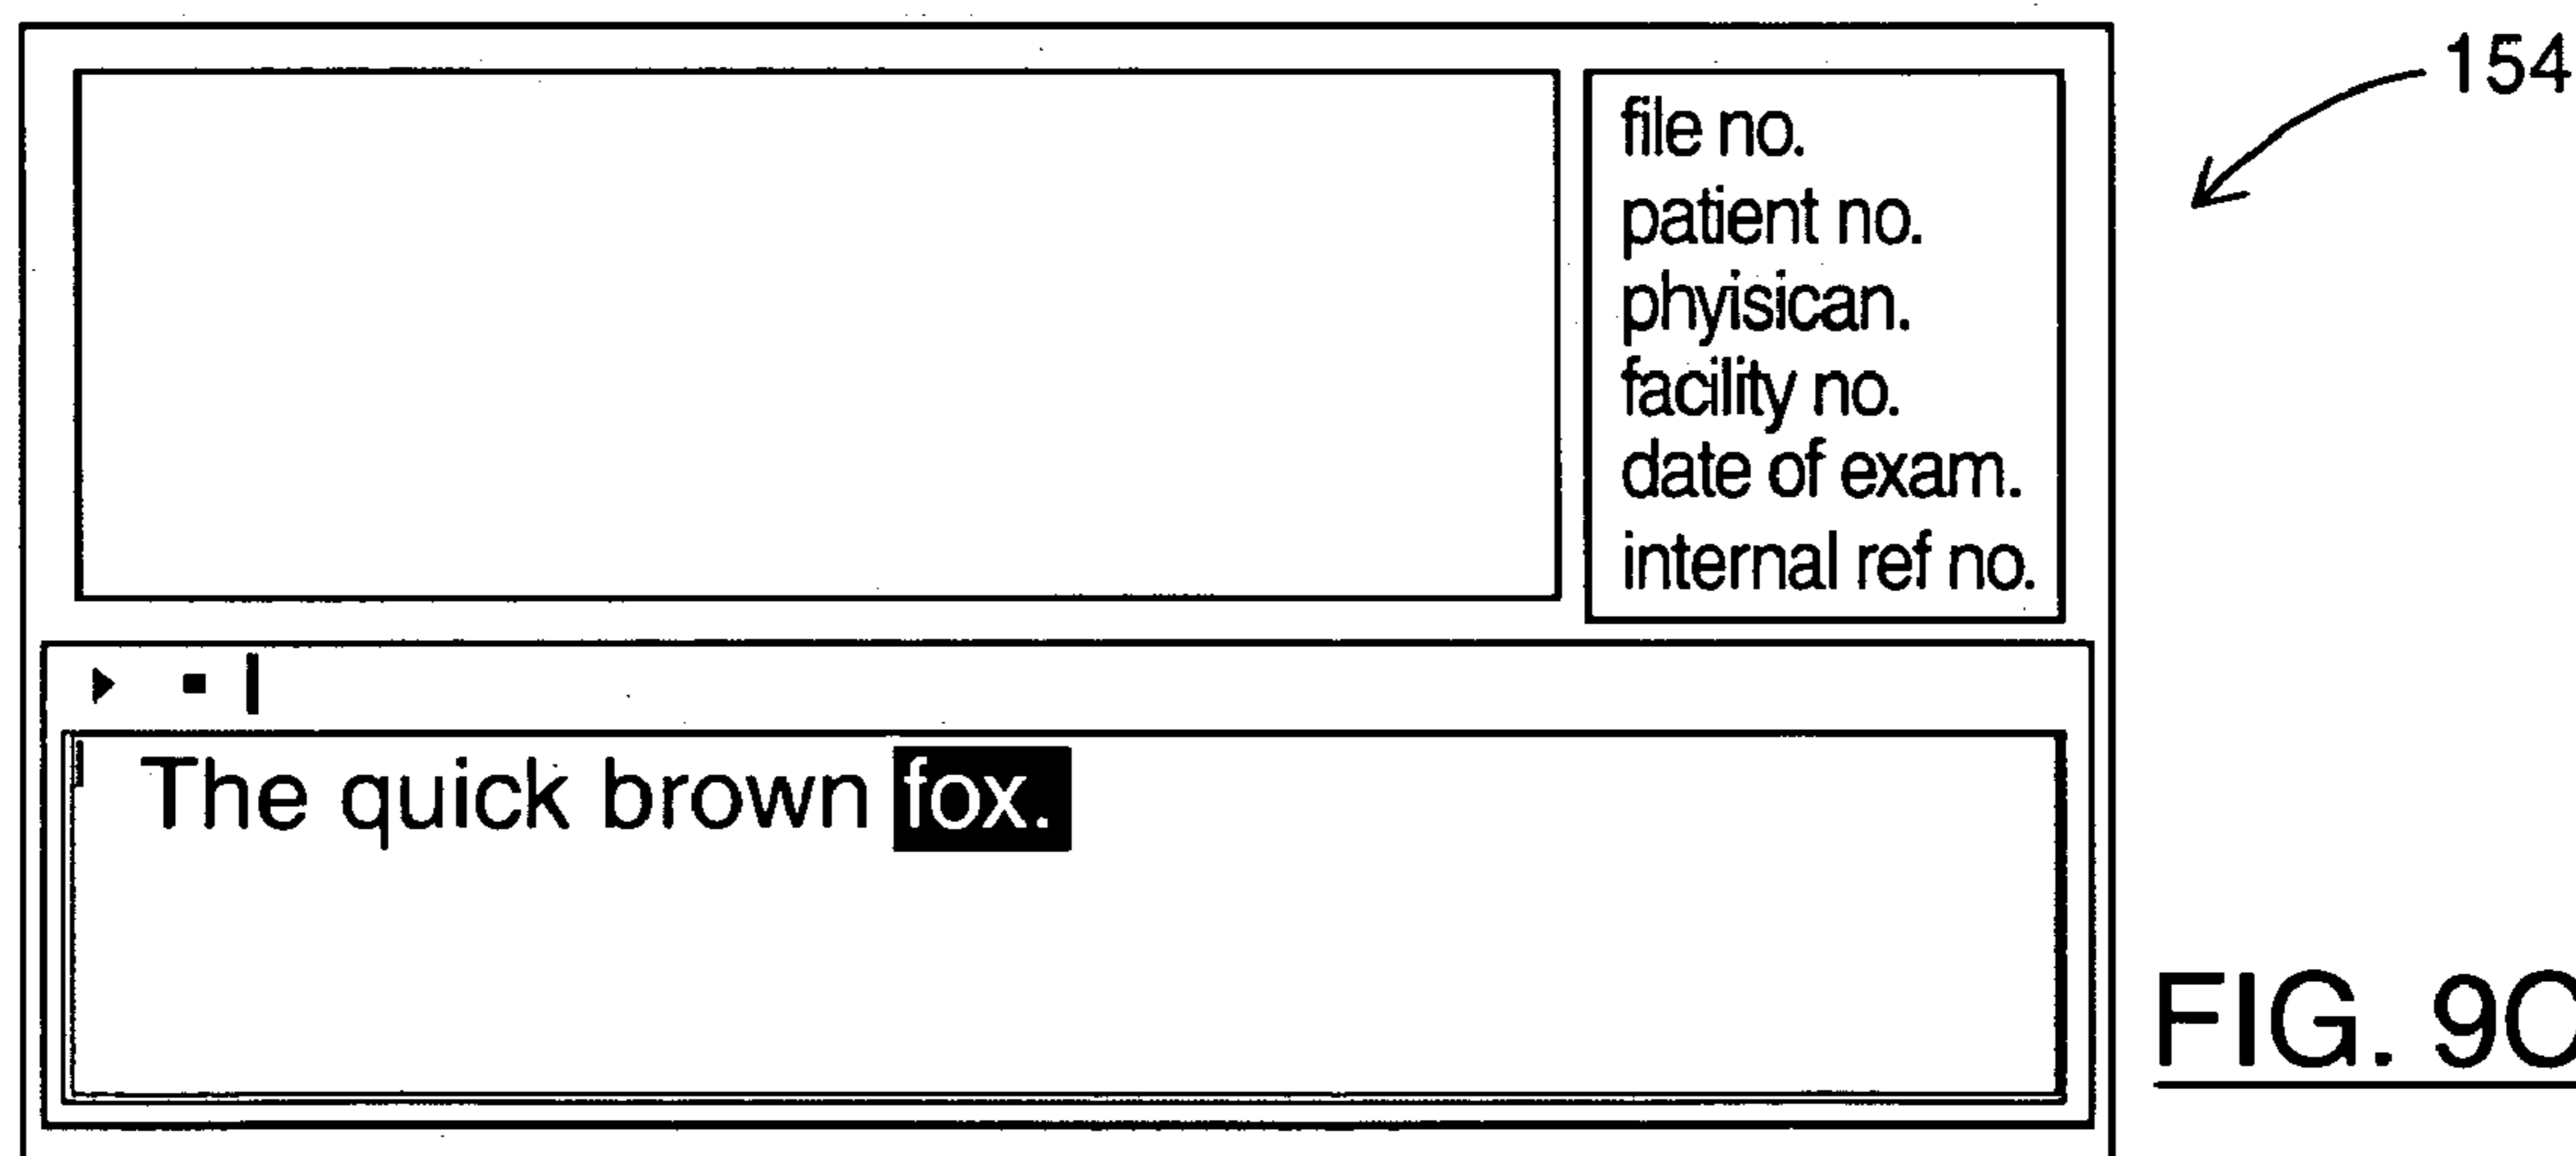 154
file no.
patient no.
phyisican.
facility no.
date of exam.
internal ref no.
The quick brown fox.
FIG.